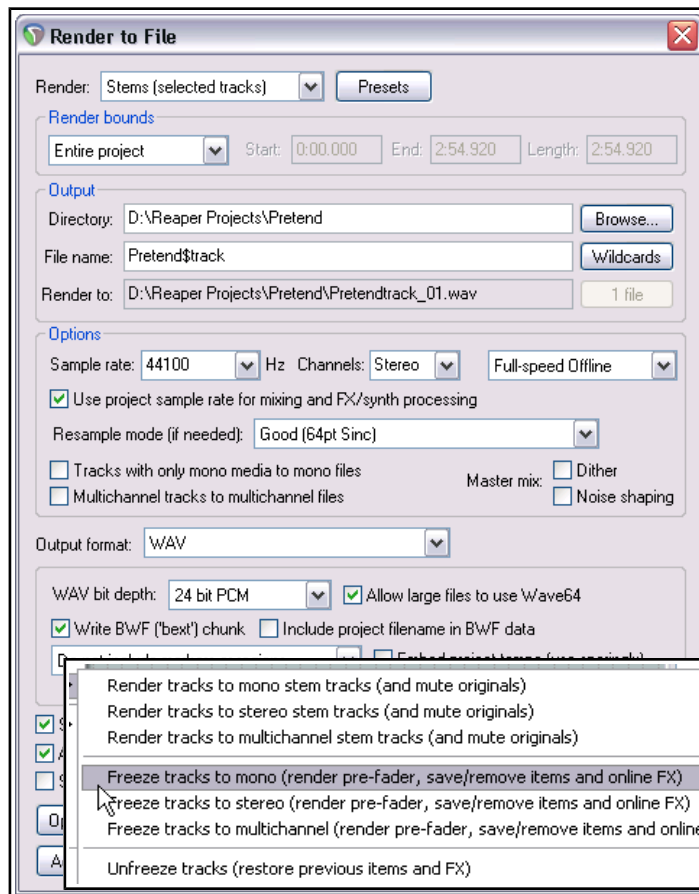 Render to File
Render: Stems (selected tracks) Presets
Render bounds
Entire project Start: 0:00.000 End: 2:54.920 Length: 2:54.920
Output
Directory: D:\Reaper Projects\Pretend Browse...
File name: Pretend$track Wildcards
Render to: D:\Reaper Projects\Pretend\Pretendtrack_01.wav 1 file
Options
Sample rate: 44100 Hz Channels: Stereo Full-speed Offline
Use project sample rate for mixing and FX/synth processing
Resample mode (if needed): Good (64pt Sinc)
Tracks with only mono media to mono files Master mix: Dither
Multichannel tracks to multichannel files Noise shaping
Output format: WAV
WAV bit depth: 24 bit PCM Allow large files to use Wave64
Write BWF ('bext') chunk Include project filename in BWF data
Render tracks to mono stem tracks (and mute originals)
Render tracks to stereo stem tracks (and mute originals)
Render tracks to multichannel stem tracks (and mute originals)
Freeze tracks to mono (render pre-fader, save/remove items and online FX)
Freeze tracks to stereo (render pre-fader, save/remove items and online FX)
Freeze tracks to multichannel (render pre-fader, save/remove items and online
Unfreeze tracks (restore previous items and FX)